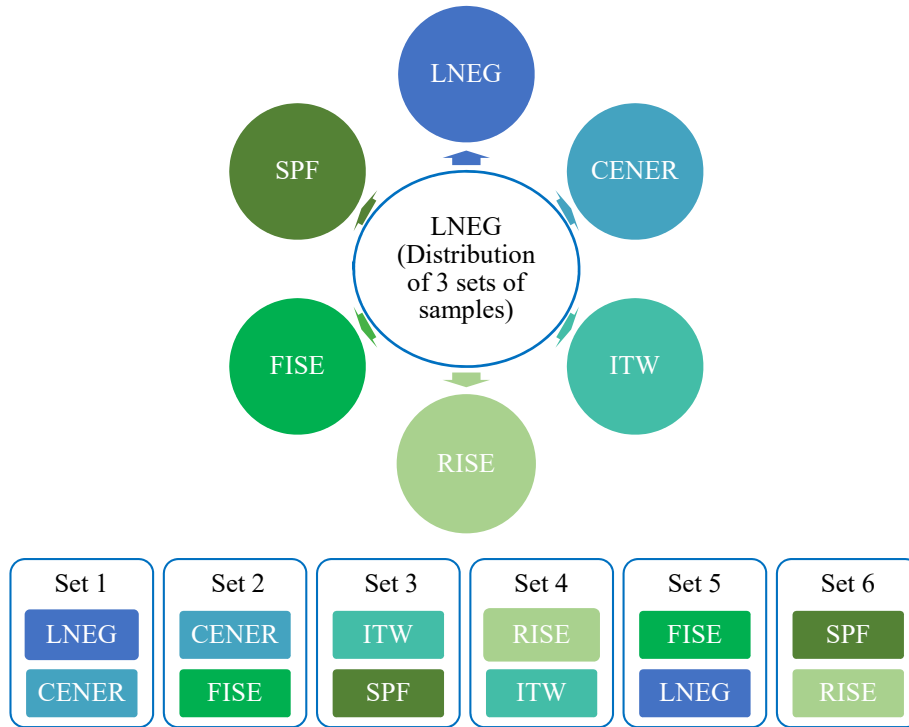 LNEG
SPF
CENER
LNEG
(Distribution
of 3 sets of
samples)
FISE
ITW
RISE
Set 1
LNEG
CENER
Set 2
CENER
FISE
Set 3
ITW
SPF
Set 4
RISE
ITW
Set 5
FISE
LNEG
Set 6
SPF
RISE